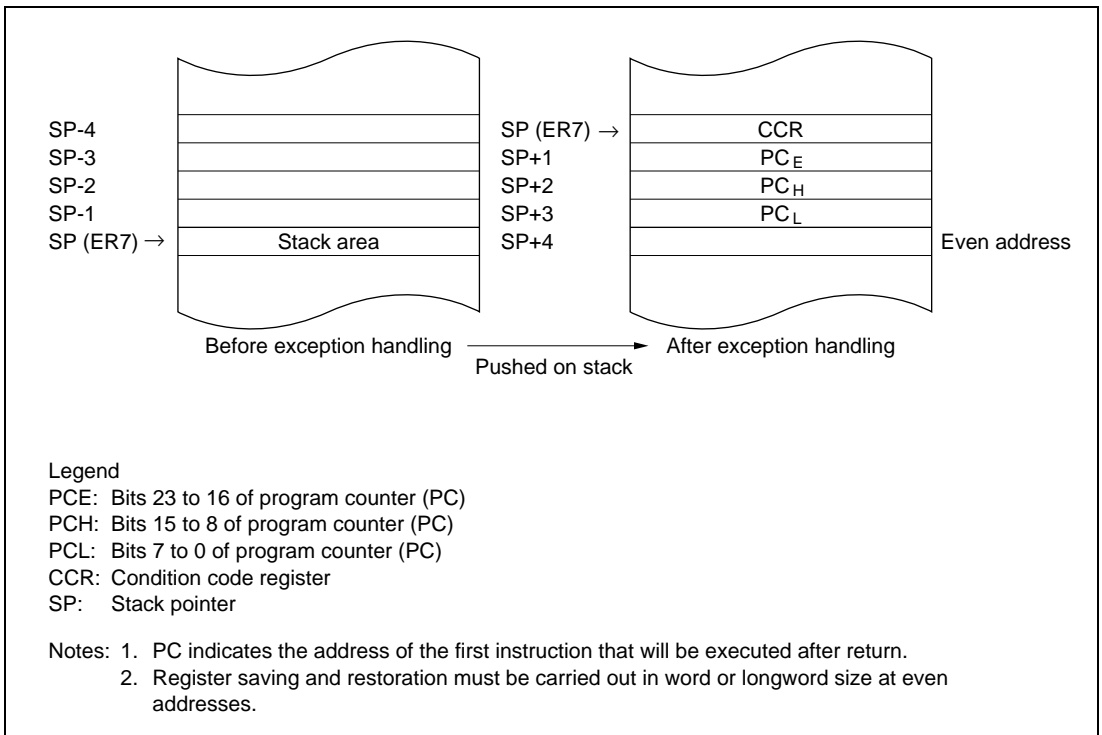 SP-4
SP-3
SP-2
SP-1
SP (ER7) →
Stack area
SP (ER7) →
SP+1
SP+2
SP+3
SP+4
CCR
PC E
PC H
PC L
Even address
Before exception handling
Pushed on stack
After exception handling
Legend
PCE: Bits 23 to 16 of program counter (PC)
PCH: Bits 15 to 8 of program counter (PC)
PCL: Bits 7 to 0 of program counter (PC)
CCR: Condition code register
SP: Stack pointer
Notes: 1. PC indicates the address of the first instruction that will be executed after return.
2. Register saving and restoration must be carried out in word or longword size at even
addresses.